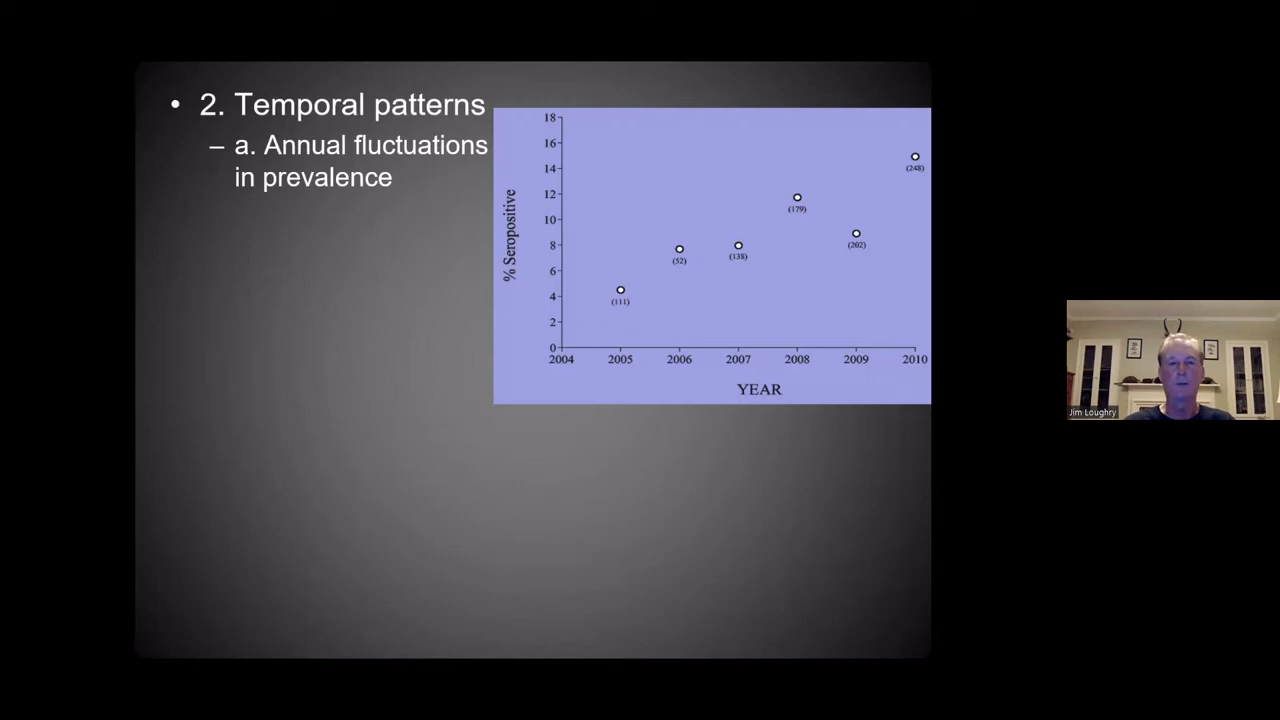 • 2. Temporal patterns
– a. Annual fluctuations
in prevalence
% Seropositive
18
16
14
12
10
8
6
4
2
0
(111)
(52)
(138)
(179)
(202)
(248)
2004 2005 2006 2007 2008 2009 2010
YEAR
Jim Loughry